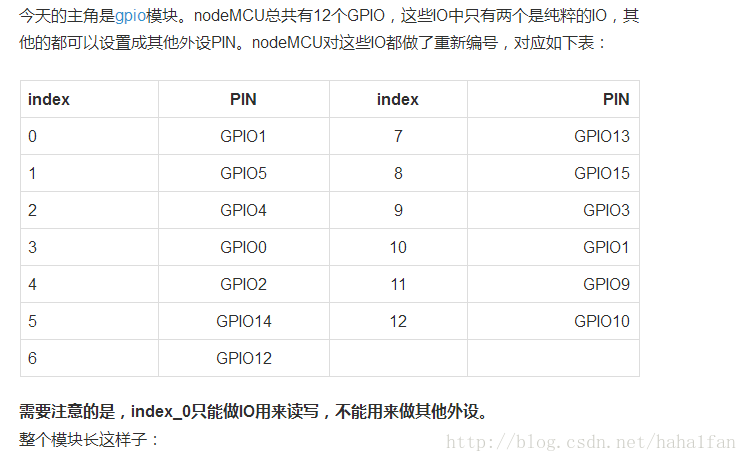 今天的主角是gpio模块。nodeMCU总共有12个GPIO，这些IO中只有两个是纯粹的IO，其
他的都可以设置成其他外设PIN。nodeMCU对这些IO都做了重新编号，对应如下表：
index PIN index PIN
0 GPIO1 7 GPIO13
1 GPIO5 8 GPIO15
2 GPIO4 9 GPIO3
3 GPIO0 10 GPIO1
4 GPIO2 11 GPIO9
5 GPIO14 12 GPIO10
6 GPIO12
需要注意的是，index_0只能做IO用来读写，不能用来做其他外设。
整个模块长这样子：
http://blog.csdn.net/haha1fan